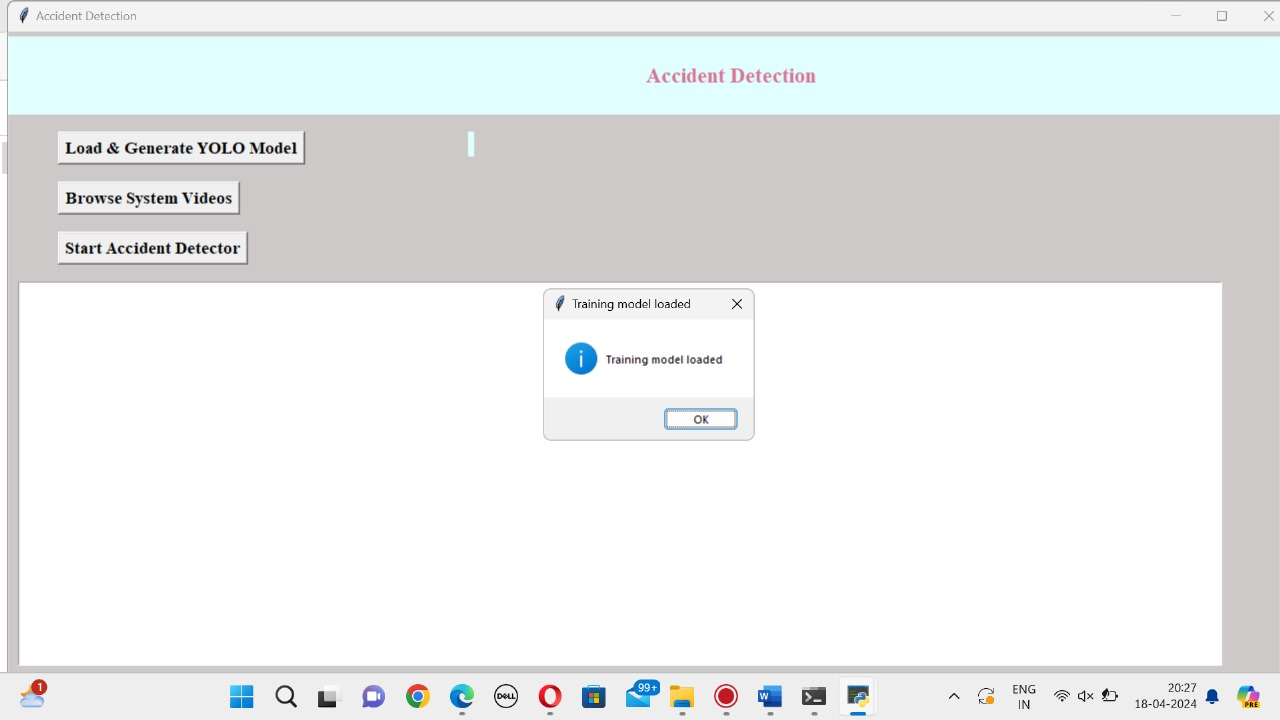 Accident Detection
Accident Detection
Load & Generate YOLO Model
Browse System Videos
Start Accident Detector
Training model loaded
Training model loaded
OK
1
DELL
99+
ENG
IN
20:27
18-04-2024
PRE